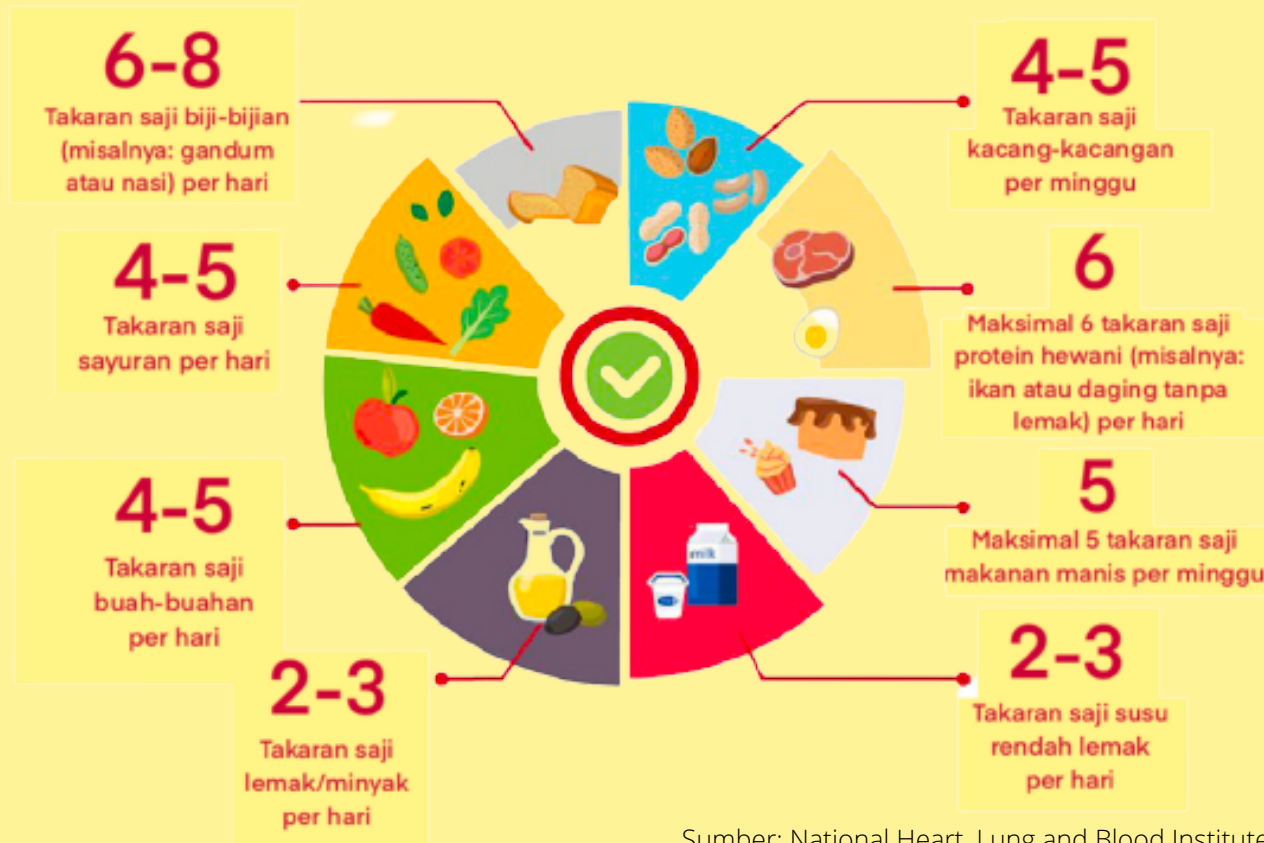 6-8
Takaran saji biji-bijian
(misalnya: gandum
atau nasi) per hari
4-5
Takaran saji
sayuran per hari
4-5
Takaran saji
buah-buahan
per hari
2-3
Takaran saji
lemak/minyak
per hari
4-5
Takaran saji
kacang-kacangan
per minggu
6
Maksimal 6 takaran saji
protein hewani (misalnya:
ikan atau daging tanpa
lemak) per hari
5
Maksimal 5 takaran saji
makanan manis per minggu
2-3
Takaran saji susu
rendah lemak
per hari
milk
Sumber: National Heart, Lung and Blood Institute